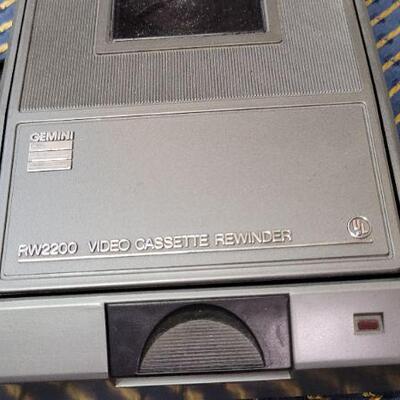 GEMINI
RW2200 VIDEO CASSETTE REWINDER